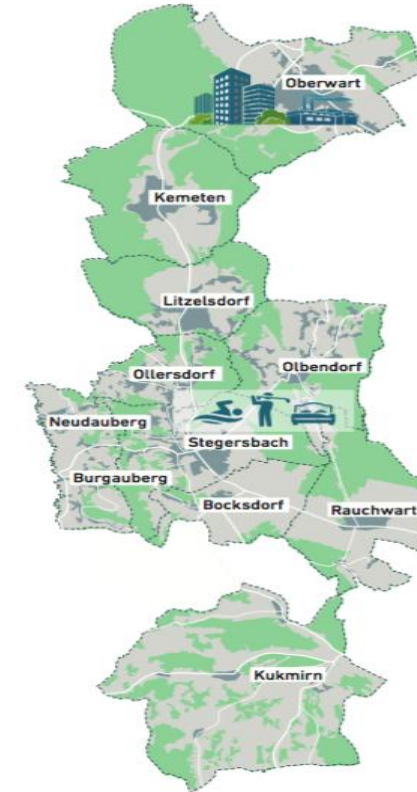 Oberwart
Kemeten
Litzelsdorf
Ollersdorf
Olbendorf
Neudauberg
Stegersbach
Burgauberg
Bocksdorf
Rauchwart
Kukmirn